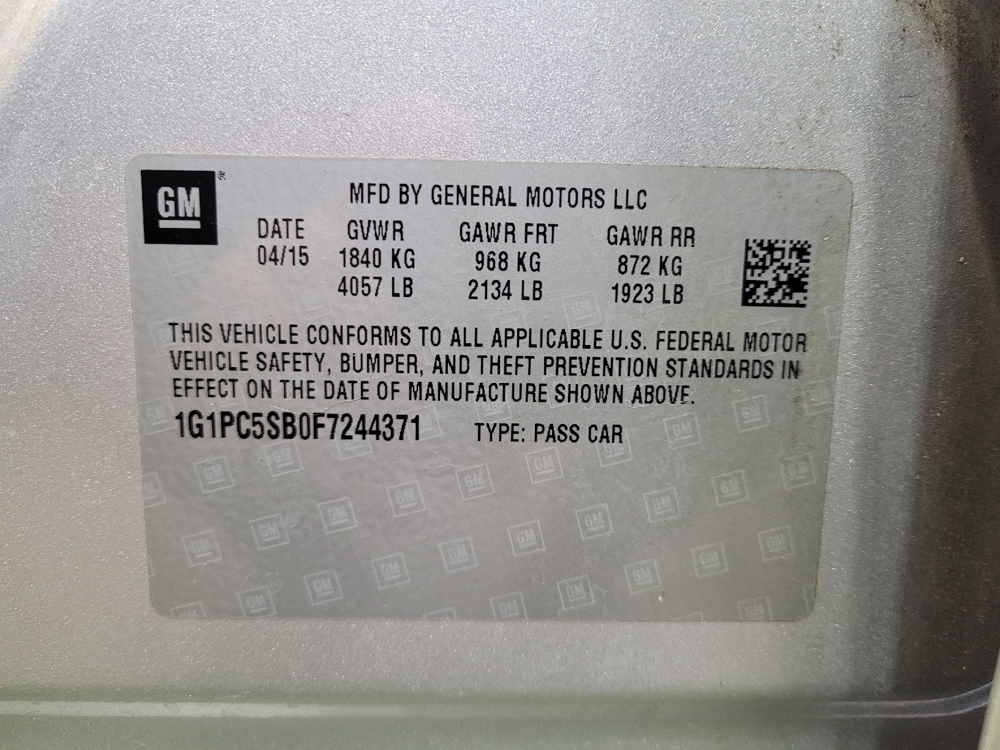 GM®
MFD BY GENERAL MOTORS LLC
DATE GVWR GAWR FRT GAWR RR
04/15 1840 KG 968 KG 872 KG
4057 LB 2134 LB 1923 LB
THIS VEHICLE CONFORMS TO ALL APPLICABLE U.S. FEDERAL MOTOR
VEHICLE SAFETY, BUMPER, AND THEFT PREVENTION STANDARDS IN
EFFECT ON THE DATE OF MANUFACTURE SHOWN ABOVE.
1G1PC5SB0F7244371 TYPE: PASS CAR